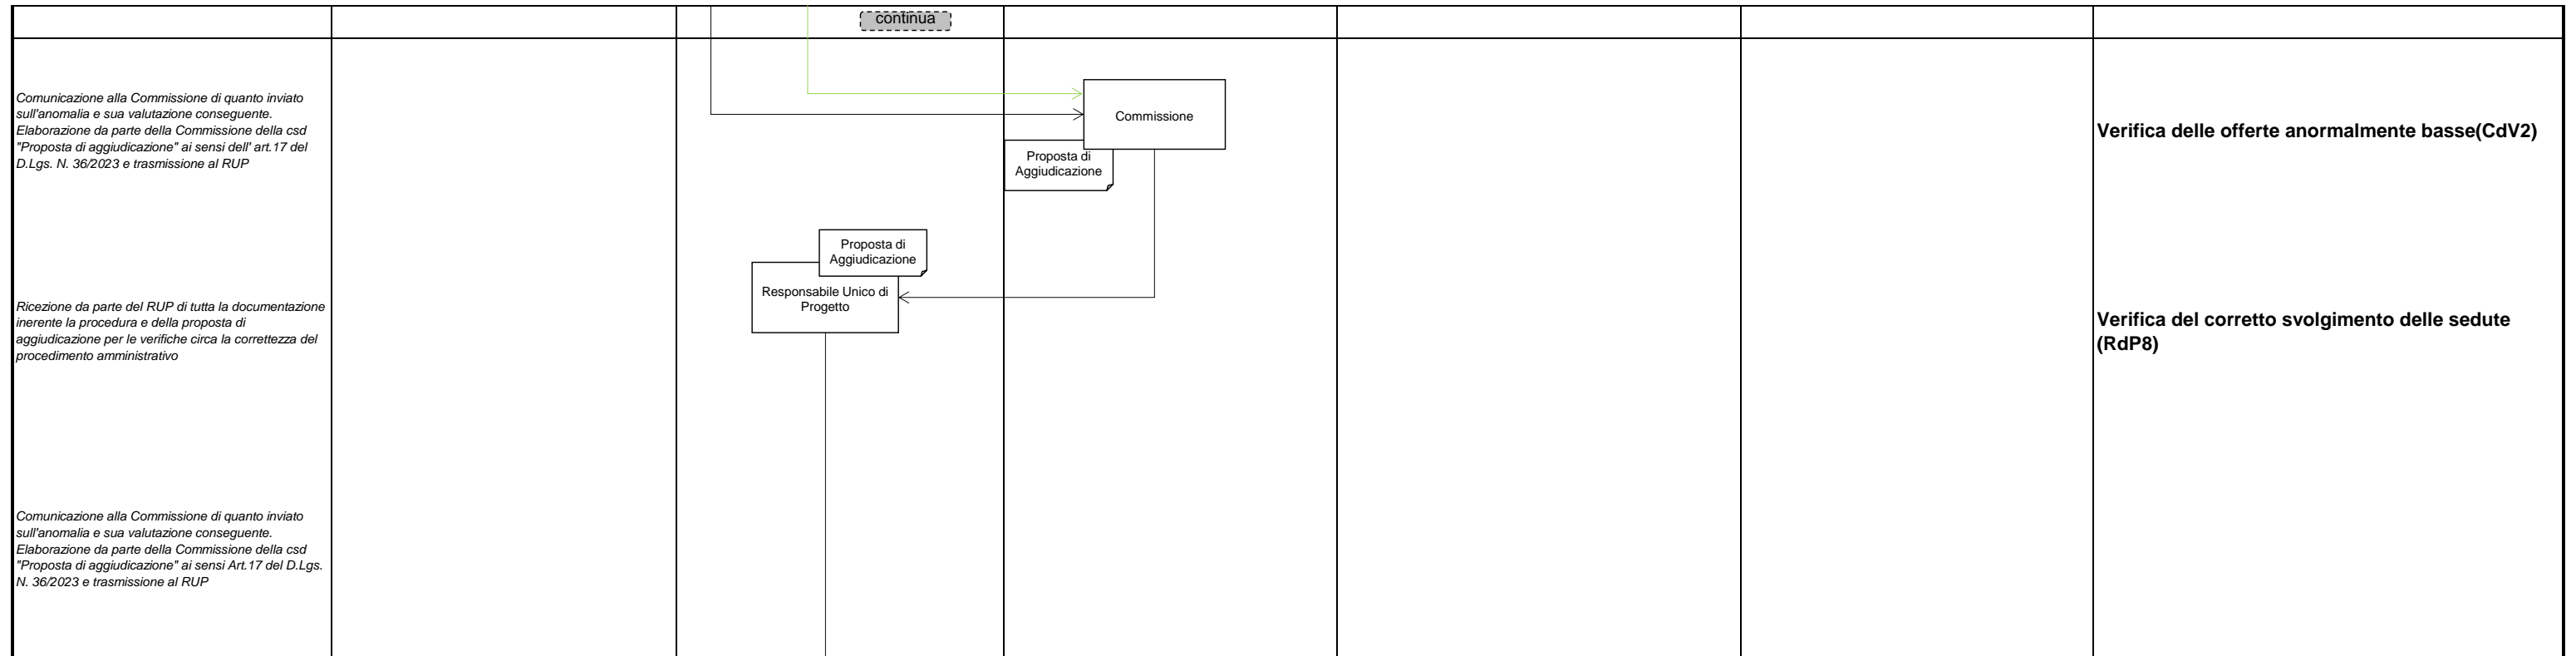 continua
Comunicazione alla Commissione di quanto inviato
sull'anomalia e sua valutazione conseguente.
Elaborazione da parte della Commissione della csd
"Proposta di aggiudicazione" ai sensi dell' art.17 del
D.Lgs. N. 36/2023 e trasmissione al RUP
Commissione
Proposta di
Aggiudicazione
Verifica delle offerte anormalmente basse(CdV2)
Ricezione da parte del RUP di tutta la documentazione
inerente la procedura e della proposta di
aggiudicazione per le verifiche circa la correttezza del
procedimento amministrativo
Proposta di
Aggiudicazione
Responsabile Unico di
Progetto
Verifica del corretto svolgimento delle sedute
(RdP8)
Comunicazione alla Commissione di quanto inviato
sull'anomalia e sua valutazione conseguente.
Elaborazione da parte della Commissione della csd
"Proposta di aggiudicazione" ai sensi Art.17 del D.Lgs.
N. 36/2023 e trasmissione al RUP